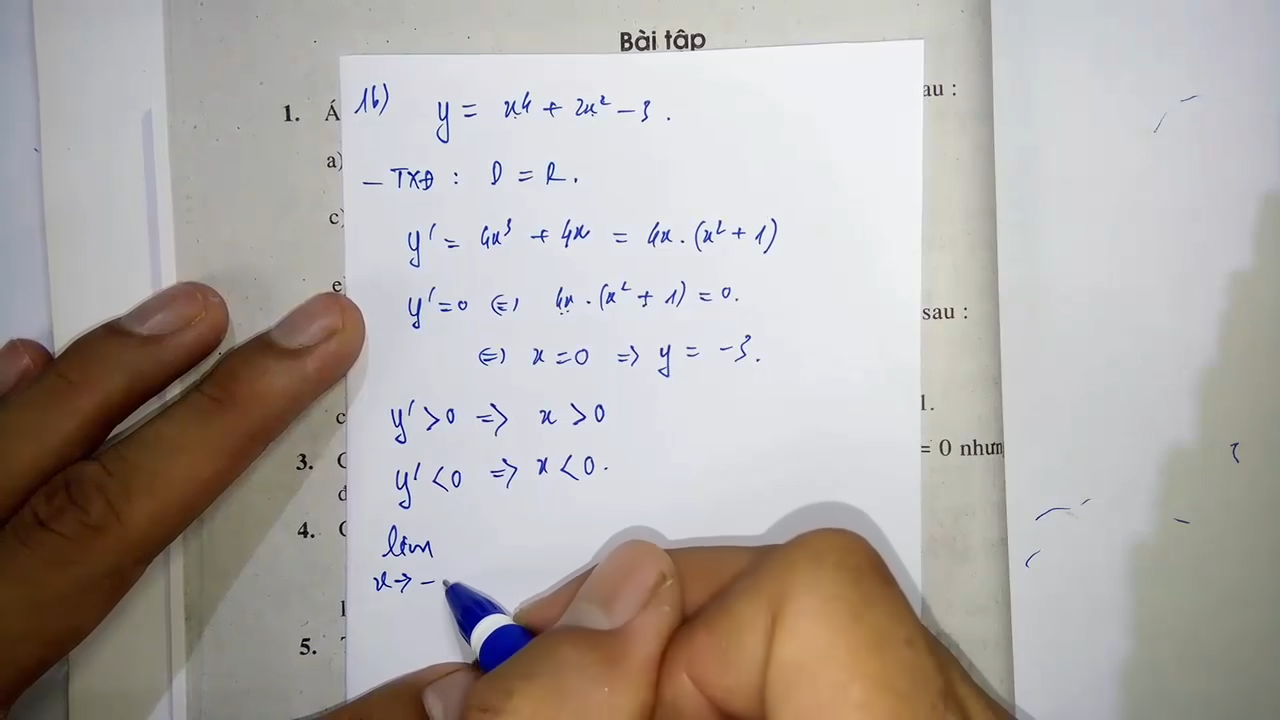 Bài tập
1. Á
au :
a)
c)
e)
sau :
c
1.
3. C
= 0 nhưn
đ
4. C
5.
1b) y = x⁴ + 2x² - 3 .
- TXĐ : D = R.
y' = 4x³ + 4x = 4x . (x² + 1)
y' = 0 ⇔ 4x . (x² + 1) = 0.
⇔ x = 0 ⇒ y = -3.
y' > 0 ⇒ x > 0
y' < 0 ⇒ x < 0.
lim
x → -